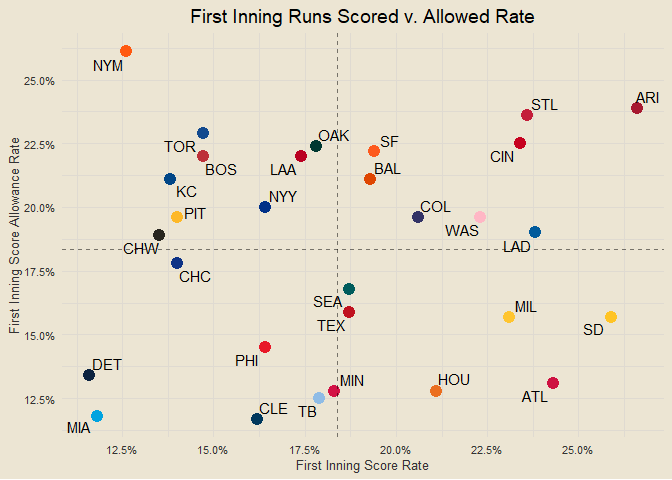 First Inning Runs Scored v. Allowed Rate
NYM
25.0%
ARI
STL
OAK
SF
22.5%
TOR
CIN
BOS
LAA
BAL
KC
NYY
COL
20.0%
PIT
WAS
CHW
LAD
CHC
17.5%
SEA
MIL
TEX
SD
15.0%
PHI
DET
MIN
HOU
12.5%
ATL
CLE
TB
MIA
First Inning Score Allowance Rate
12.5%
15.0%
17.5%
20.0%
22.5%
25.0%
First Inning Score Rate